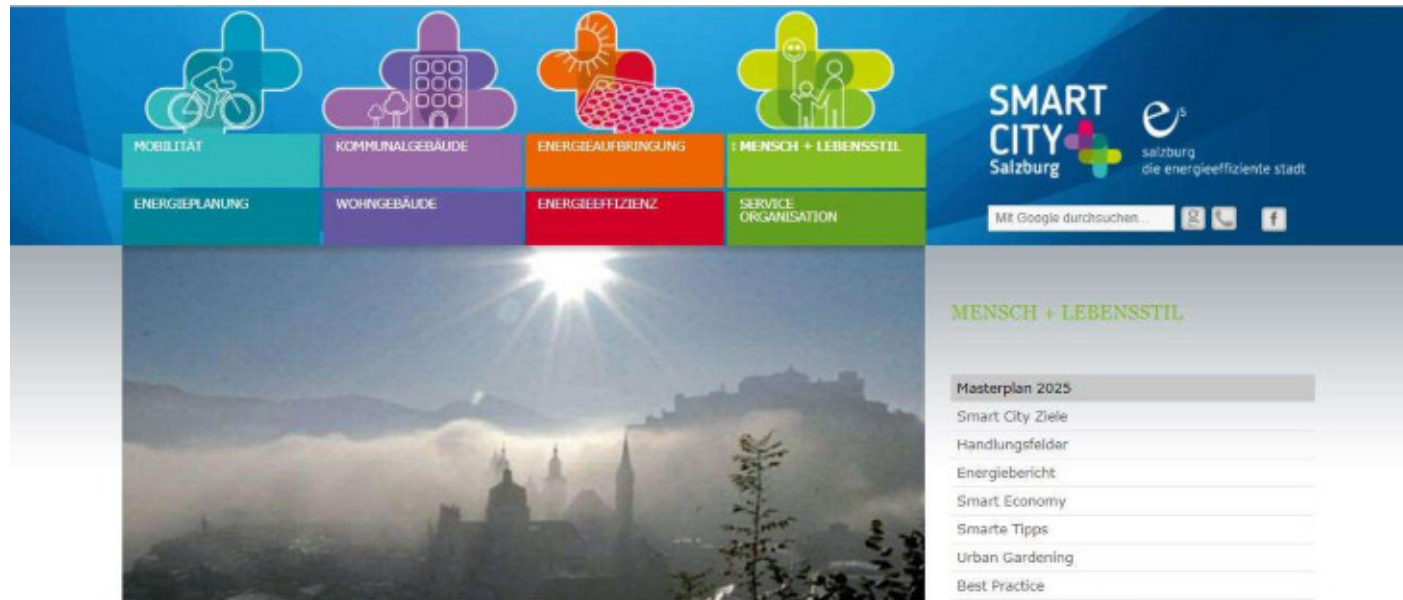 MOBILITÄT
KOMMUNALGEBÄUDE
ENERGIEAUFBRINGUNG
: MENSCH + LEBENSSTIL
ENERGIEPLANUNG
WOHNGEBÄUDE
ENERGIEEFFIZIENZ
SERVICE
ORGANISATION
SMART
CITY
Salzburg
e5
salzburg
die energieeffiziente stadt
Mit Google durchsuchen...
g
f
MENSCH + LEBENSSTIL
Masterplan 2025
Smart City Ziele
Handlungsfelder
Energiebericht
Smart Economy
Smarte Tipps
Urban Gardening
Best Practice